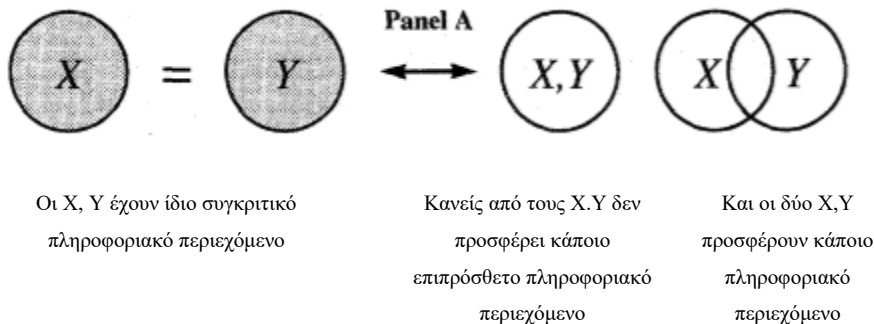 Panel A
X = Y X, Y X Y
Οι Χ, Υ έχουν ίδιο συγκριτικό
πληροφοριακό περιεχόμενο
Κανείς από τους Χ.Υ δεν
προσφέρει κάποιο
επιπρόσθετο πληροφοριακό
περιεχόμενο
Και οι δύο Χ,Υ
προσφέρουν κάποιο
πληροφοριακό
περιεχόμενο